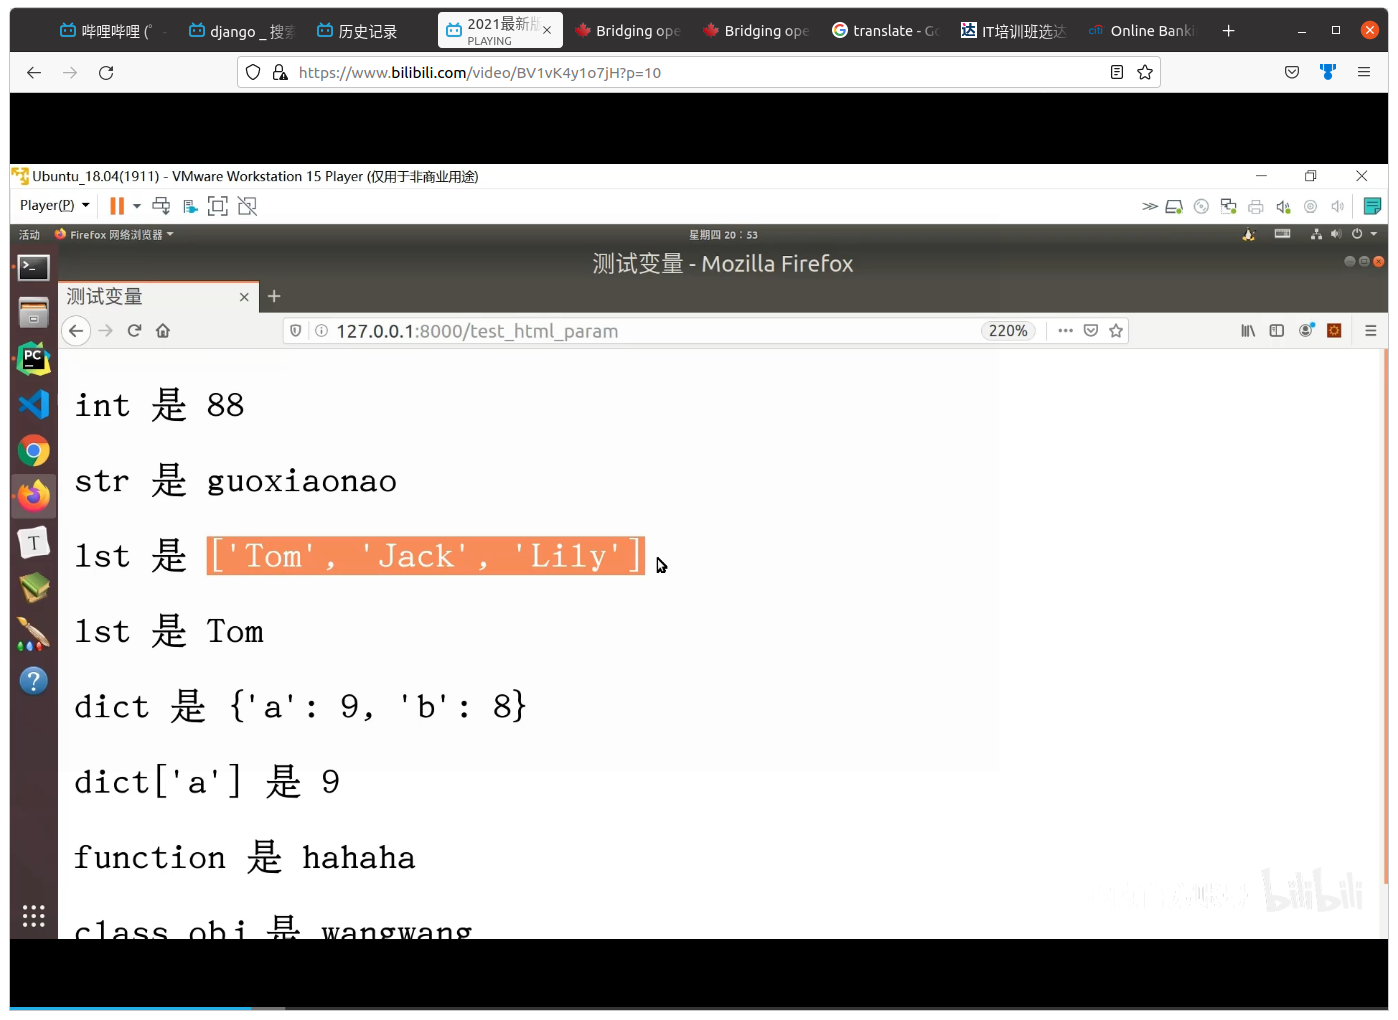 哔哩哔哩 (゜
django _ 搜索
历史记录
2021最新版
PLAYING
Bridging ope
Bridging ope
translate - Go
IT培训班选达
citi Online Banki
https://www.bilibili.com/video/BV1vK4y1o7jH?p=10
Ubuntu_18.04(1911) - VMware Workstation 15 Player (仅用于非商业用途)
Player(P)
活动 Firefox 网络浏览器 星期四 20：53
测试变量 - Mozilla Firefox
测试变量
127.0.0.1:8000/test_html_param 220%
int 是 88
str 是 guoxiaonao
lst 是 ['Tom', 'Jack', 'Lily']
lst 是 Tom
dict 是 {'a': 9, 'b': 8}
dict['a'] 是 9
function 是 hahaha
class obj 是 wangwang
bilibili